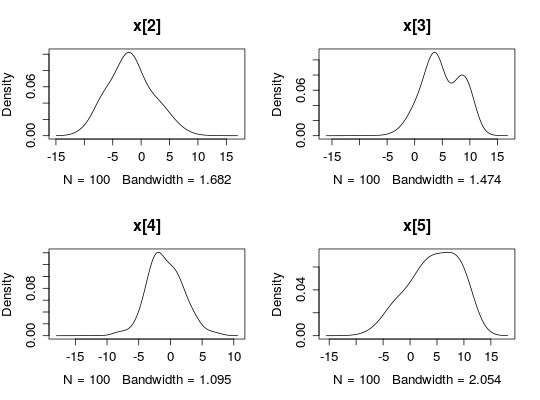 x[2]
Density
0.00 0.06
-15 -5 0 5 10 15
N = 100 Bandwidth = 1.682
x[3]
Density
0.00 0.06
-15 -5 0 5 10 15
N = 100 Bandwidth = 1.474
x[4]
Density
0.00 0.08
-15 -10 -5 0 5 10
N = 100 Bandwidth = 1.095
x[5]
Density
0.00 0.04
-15 -5 0 5 10 15
N = 100 Bandwidth = 2.054